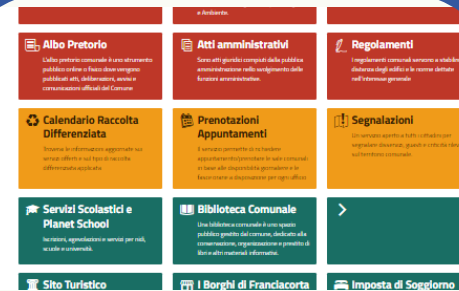 e Ambiente.
Albo Pretorio
L'albo pretorio comunale è uno strumento
pubblico online o fisico dove vengono
pubblicati atti, deliberazioni, avvisi e
comunicazioni ufficiali del Comune
Atti amministrativi
Sono atti giuridici compiuti dalla pubblica
amministrazione nello svolgimento delle
funzioni amministrative.
Regolamenti
I regolamenti comunali servono a stabilire
distanza degli edifici e le norme dettate
nell'interesse generale
Calendario Raccolta
Differenziata
Troverai le informazioni aggiornate sui
servizi offerti e sul tipo di raccolta
differenziata applicata
Prenotazioni
Appuntamenti
Il servizio permette di richiedere
appuntamento/prenotare le sale comunali
in base alle disponibilità giornaliere e le
fasce orarie a disposizione per ogni ufficio
Segnalazioni
Un servizio aperto a tutti i cittadini per
segnalare disservizi, guasti e criticità
sul territorio comunale
Servizi Scolastici e
Planet School
Iscrizioni, agevolazioni e servizi per nidi,
scuole e università.
Biblioteca Comunale
Una biblioteca comunale è uno spazio
pubblico gestito dal comune, dedicato alla
conservazione, organizzazione e prestito di
libri e altri materiali informativi.
Sito Turistico
I Borghi di Franciacorta
Imposta di Soggiorno